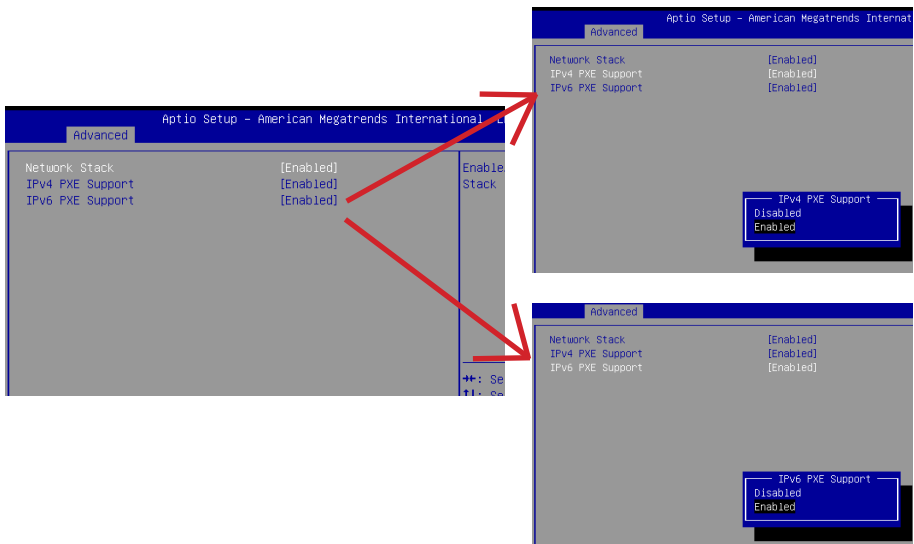 Aptio Setup – American Megatrends International, L
Advanced
Network Stack [Enabled]
IPv4 PXE Support [Enabled]
IPv6 PXE Support [Enabled]
Enable
Stack
→←: Se
↑↓: Se
Aptio Setup – American Megatrends Internat
Advanced
Network Stack [Enabled]
IPv4 PXE Support [Enabled]
IPv6 PXE Support [Enabled]
IPv4 PXE Support
Disabled
Enabled
Advanced
Network Stack [Enabled]
IPv4 PXE Support [Enabled]
IPv6 PXE Support [Enabled]
IPv6 PXE Support
Disabled
Enabled